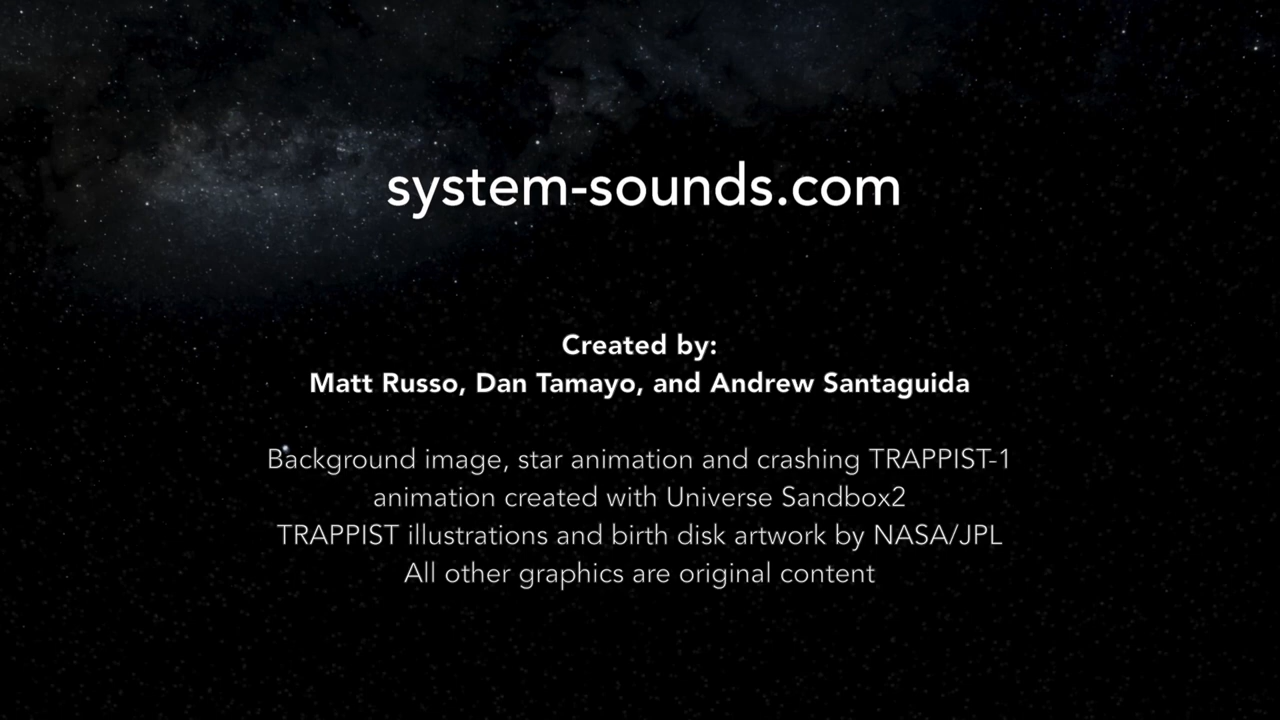 system-sounds.com
Created by:
Matt Russo, Dan Tamayo, and Andrew Santaguida
Background image, star animation and crashing TRAPPIST-1
animation created with Universe Sandbox2
TRAPPIST illustrations and birth disk artwork by NASA/JPL
All other graphics are original content